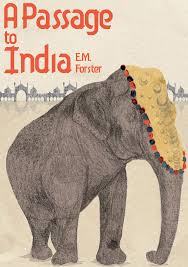 A Passage
to
India E.M.
Forster